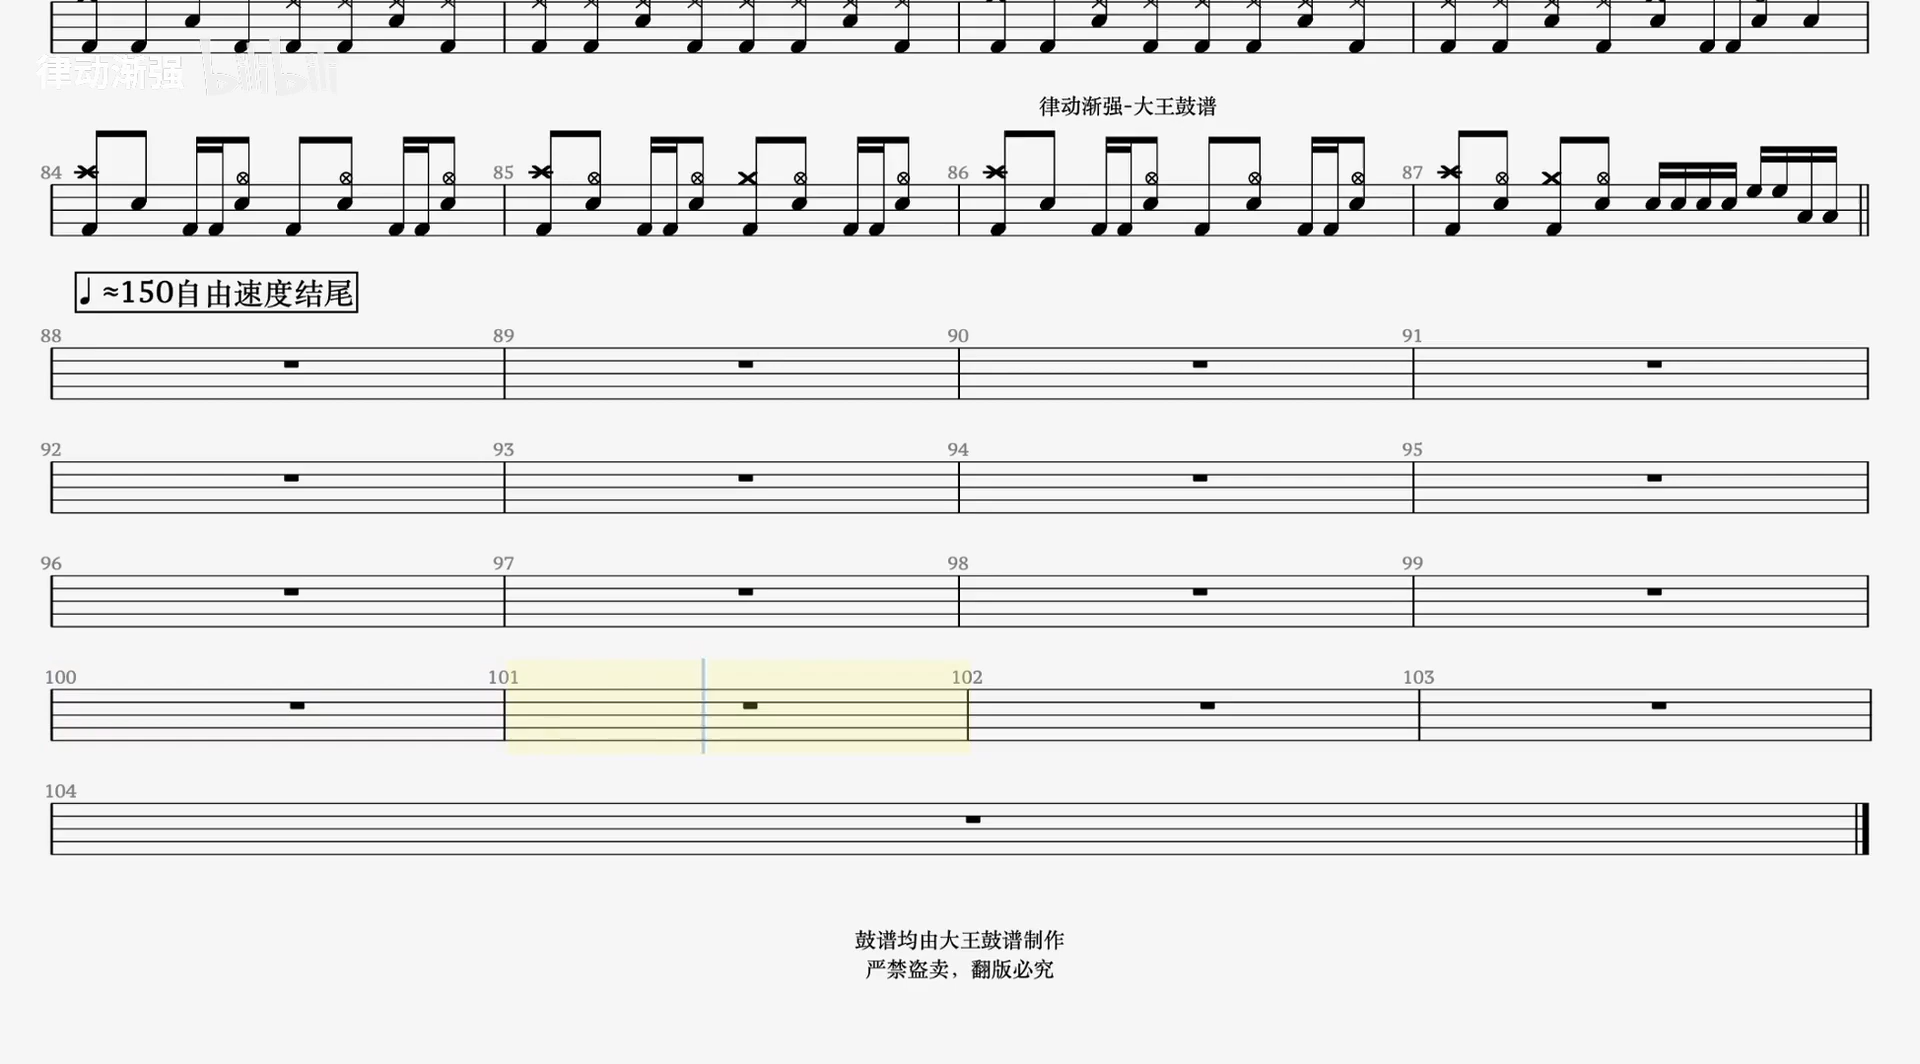 律动渐强 bilibili
律动渐强-大王鼓谱
84 85 86 87
♩≈150自由速度结尾
88 89 90 91
92 93 94 95
96 97 98 99
100 101 102 103
104
鼓谱均由大王鼓谱制作
严禁盗卖，翻版必究